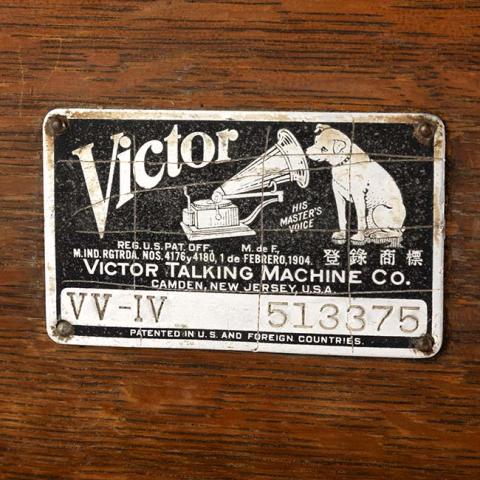 Victor
HIS
MASTER'S
VOICE
REG. U.S. PAT. OFF. M. de F.
M. IND. RGTRDA. NOS. 4176 y 4180, 1 de FEBRERO, 1904. 登錄商標
VICTOR TALKING MACHINE CO.
CAMDEN, NEW JERSEY, U.S.A.
VV-IV 513375
PATENTED IN U.S. AND FOREIGN COUNTRIES.